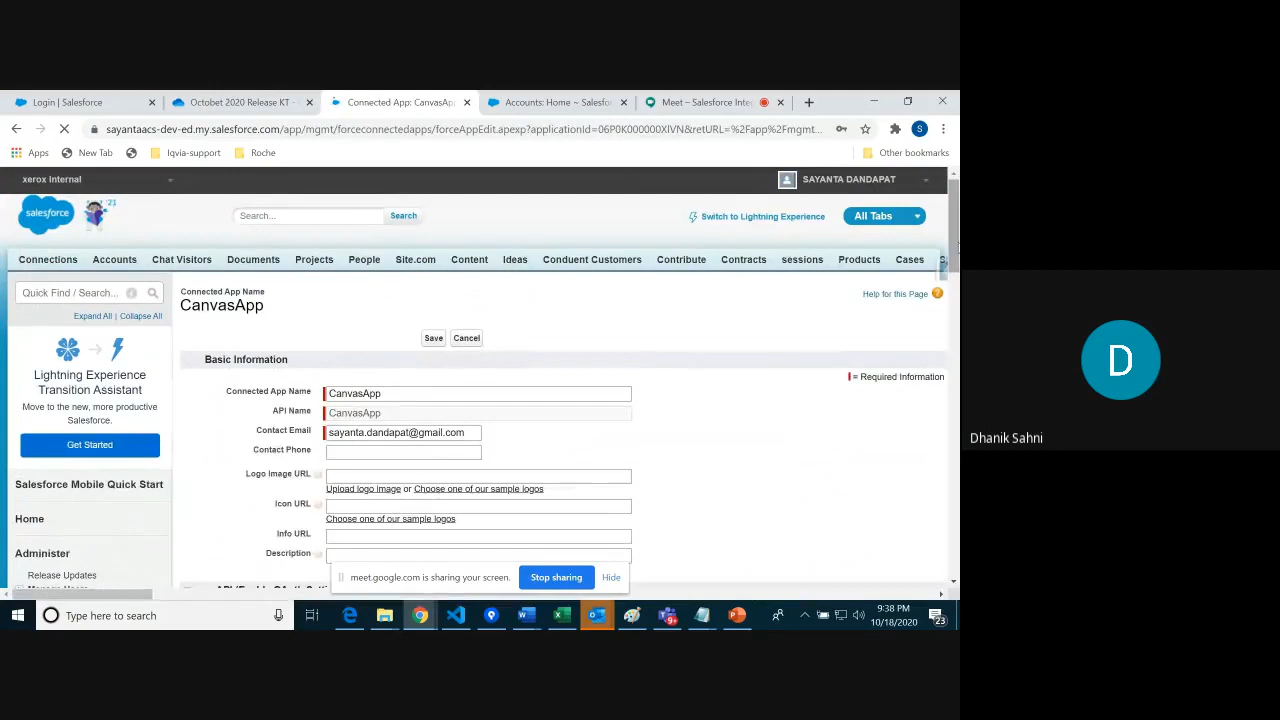 Login | Salesforce
Octobet 2020 Release KT -
Connected App: CanvasApp
Accounts: Home ~ Salesfo
Meet – Salesforce Inte
sayantaacs-dev-ed.my.salesforce.com/app/mgmt/forceconnectedapps/forceAppEdit.apexp?applicationId=06P0K000000XlVN&retURL=%2Fapp%2Fmgmt...
Apps
New Tab
Iqvia-support
Roche
Other bookmarks
xerox Internal
SAYANTA DANDAPAT
salesforce
'21
Search...
Search
Switch to Lightning Experience
All Tabs
Connections
Accounts
Chat Visitors
Documents
Projects
People
Site.com
Content
Ideas
Conduent Customers
Contribute
Contracts
sessions
Products
Cases
Quick Find / Search...
Expand All | Collapse All
Lightning Experience
Transition Assistant
Move to the new, more productive
Salesforce.
Get Started
Salesforce Mobile Quick Start
Home
Administer
Release Updates
Connected App Name
CanvasApp
Help for this Page
Save
Cancel
Basic Information
= Required Information
Connected App Name
CanvasApp
API Name
CanvasApp
Contact Email
sayanta.dandapat@gmail.com
Contact Phone
Logo Image URL
Upload logo image or Choose one of our sample logos
Icon URL
Choose one of our sample logos
Info URL
Description
meet.google.com is sharing your screen.
Stop sharing
Hide
Type here to search
9:38 PM
10/18/2020
23
D
Dhanik Sahni